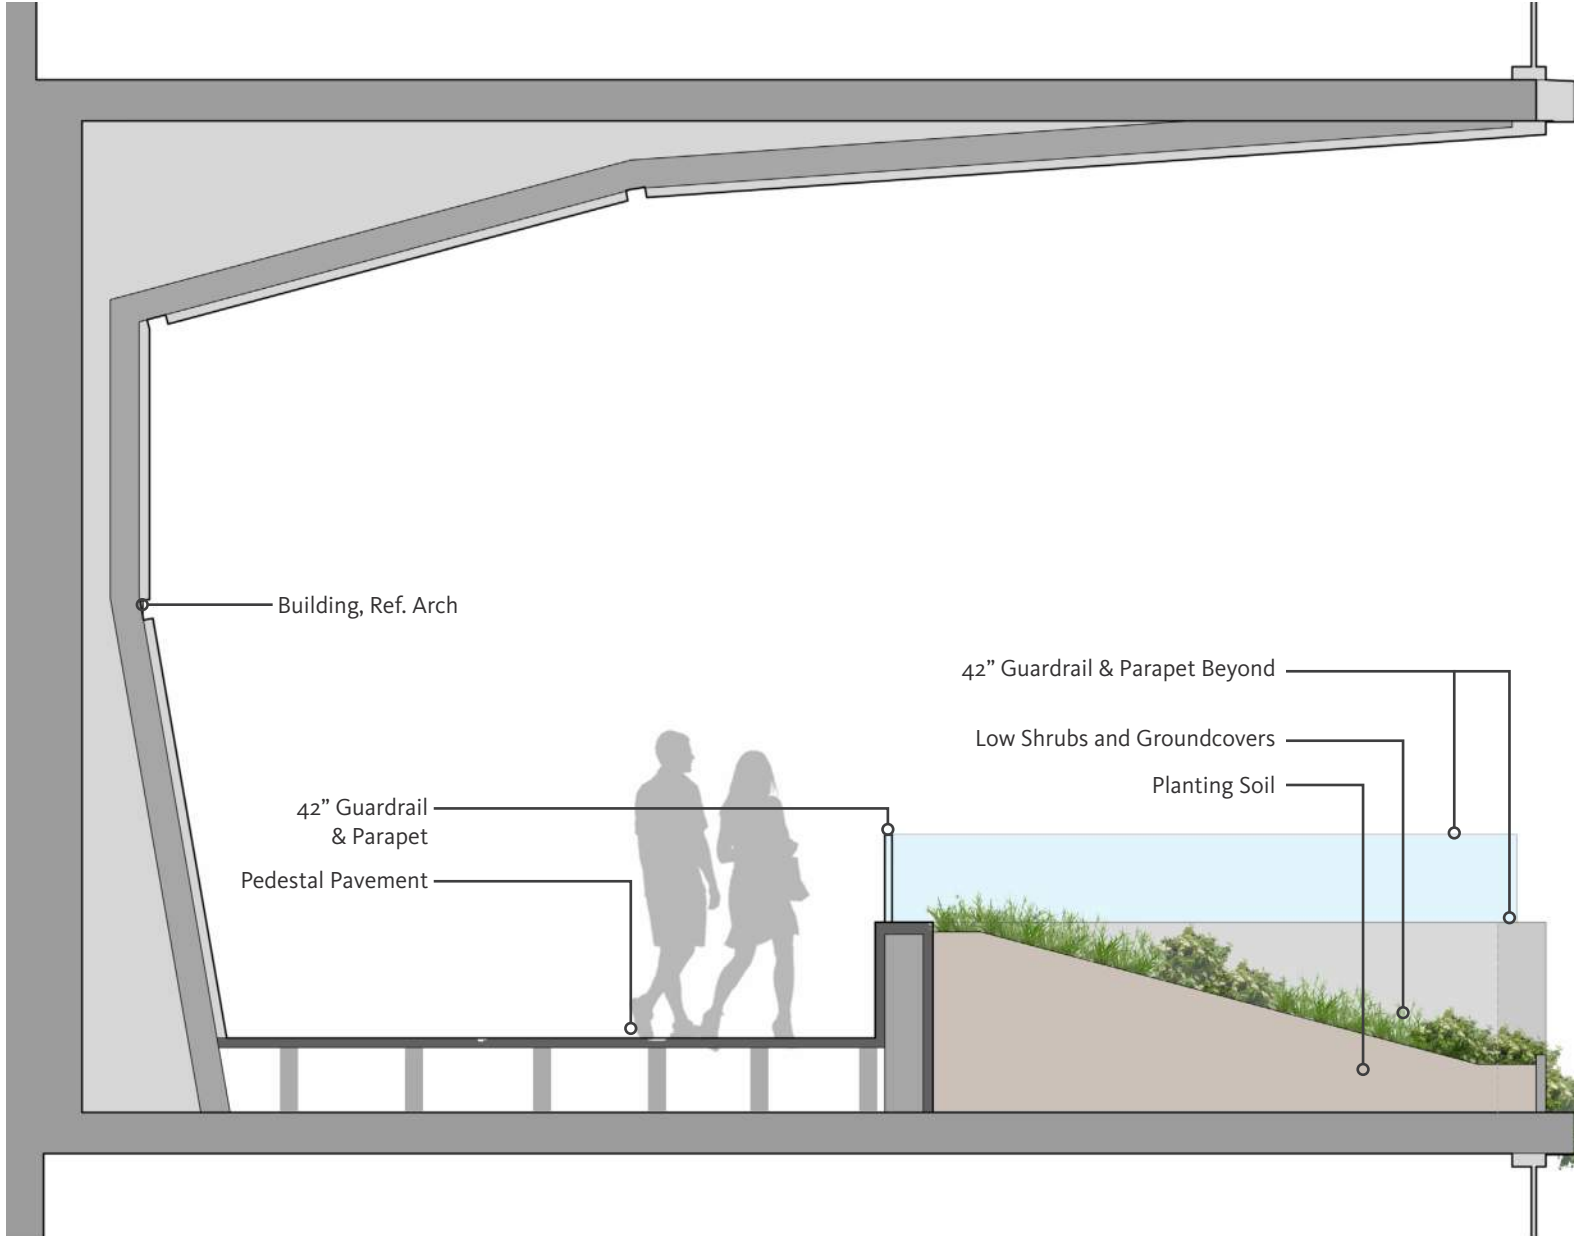 Building, Ref. Arch
42” Guardrail & Parapet Beyond
Low Shrubs and Groundcovers
Planting Soil
42” Guardrail
& Parapet
Pedestal Pavement